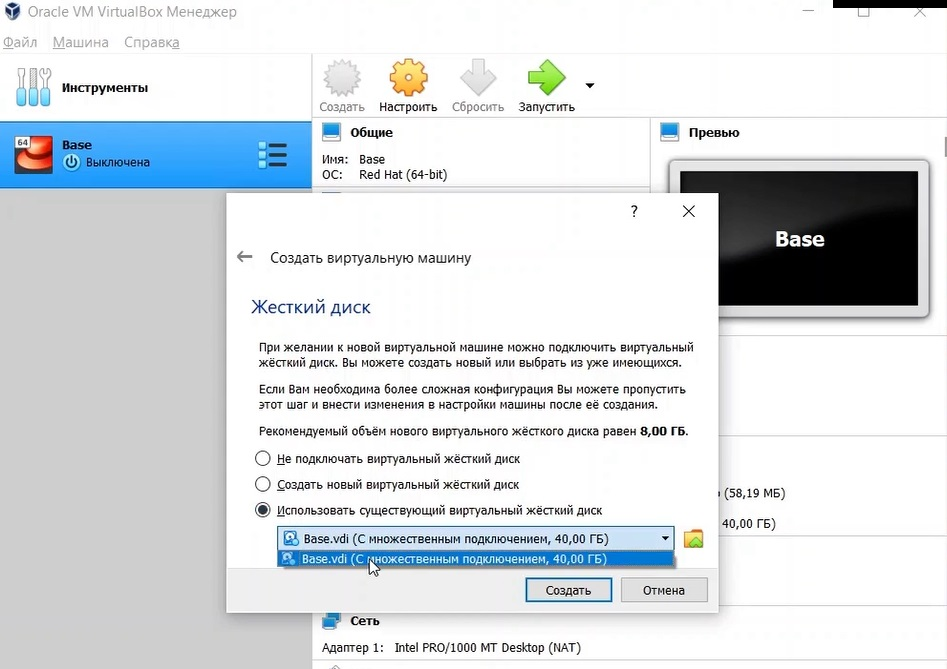 Oracle VM VirtualBox Менеджер
Файл Машина Справка
Инструменты
Создать Настроить Сбросить Запустить
64
Base
Выключена
Общие
Имя: Base
ОС: Red Hat (64-bit)
Превью
Base
?
Создать виртуальную машину
Жесткий диск
При желании к новой виртуальной машине можно подключить виртуальный
жёсткий диск. Вы можете создать новый или выбрать из уже имеющихся.
Если Вам необходима более сложная конфигурация Вы можете пропустить
этот шаг и внести изменения в настройки машины после её создания.
Рекомендуемый объём нового виртуального жёсткого диска равен 8,00 ГБ.
Не подключать виртуальный жёсткий диск
Создать новый виртуальный жёсткий диск
Использовать существующий виртуальный жёсткий диск
Base.vdi (С множественным подключением, 40,00 ГБ)
Base.vdi (С множественным подключением, 40,00 ГБ)
(58,19 МБ)
40,00 ГБ)
Создать Отмена
Сеть
Адаптер 1: Intel PRO/1000 MT Desktop (NAT)